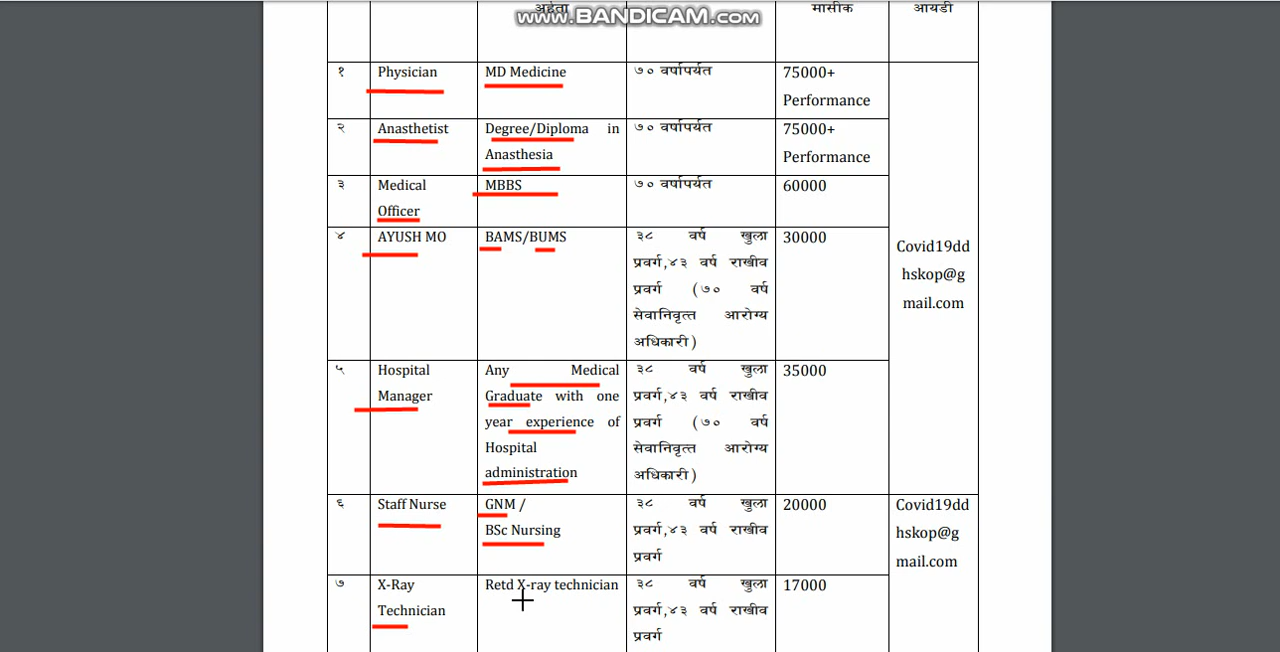 www.BANDICAM.com
अर्हता मासीक आयडी
१ Physician MD Medicine ७० वर्षापर्यत 75000+
Performance
२ Anasthetist Degree/Diploma in ७० वर्षापर्यत 75000+
Anasthesia Performance
३ Medical MBBS ७० वर्षापर्यत 60000
Officer
४ AYUSH MO BAMS/BUMS ३८ वर्ष खुला 30000 Covid19dd
प्रवर्ग,४३ वर्ष राखीव hskop@g
प्रवर्ग (७० वर्ष mail.com
सेवानिवृत्त आरोग्य
अधिकारी)
५ Hospital Any Medical ३८ वर्ष खुला 35000
Manager Graduate with one प्रवर्ग,४३ वर्ष राखीव
year experience of प्रवर्ग (७० वर्ष
Hospital सेवानिवृत्त आरोग्य
administration अधिकारी)
६ Staff Nurse GNM / ३८ वर्ष खुला 20000 Covid19dd
BSc Nursing प्रवर्ग,४३ वर्ष राखीव hskop@g
प्रवर्ग mail.com
७ X-Ray Retd X-ray technician ३८ वर्ष खुला 17000
Technician प्रवर्ग,४३ वर्ष राखीव
प्रवर्ग